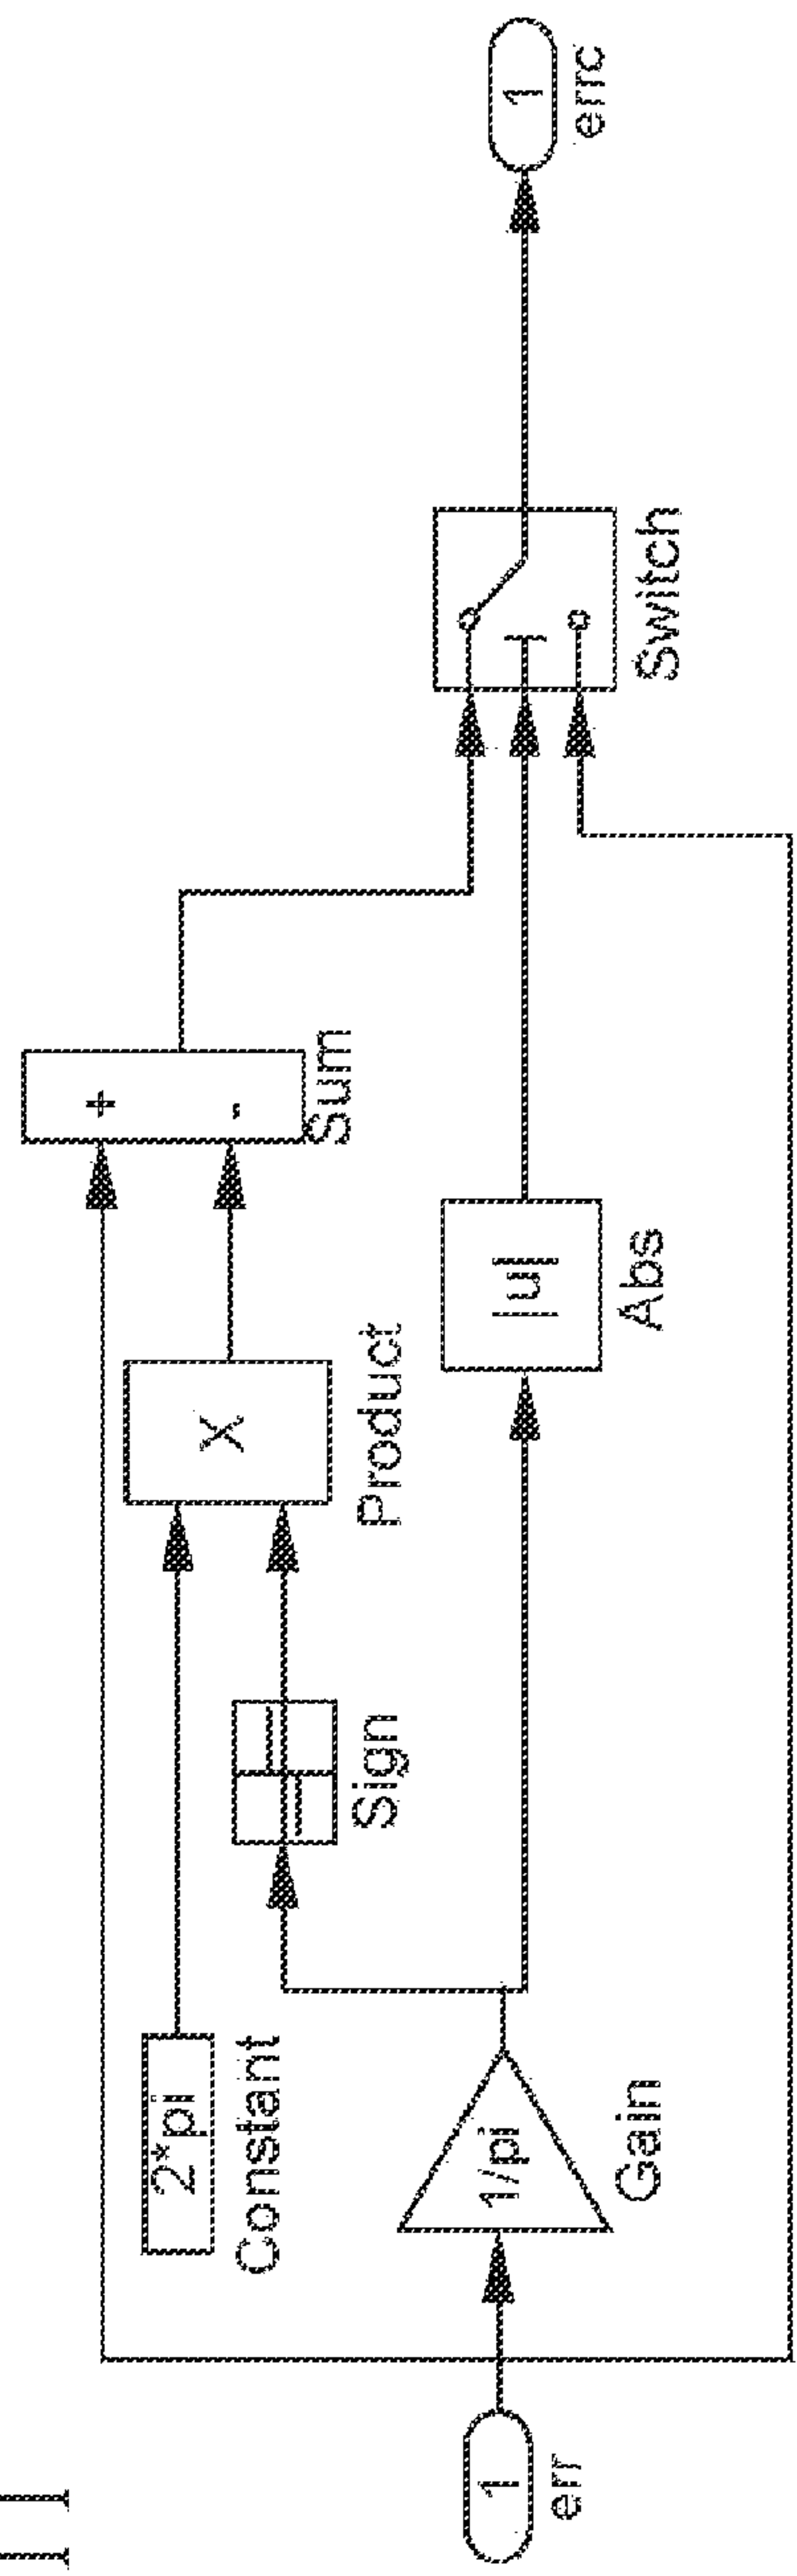 1
err
1/pi
Gain
2*pi
Constant
Sign
X
Product
|u|
Abs
+
-
Sum
Switch
1
errc